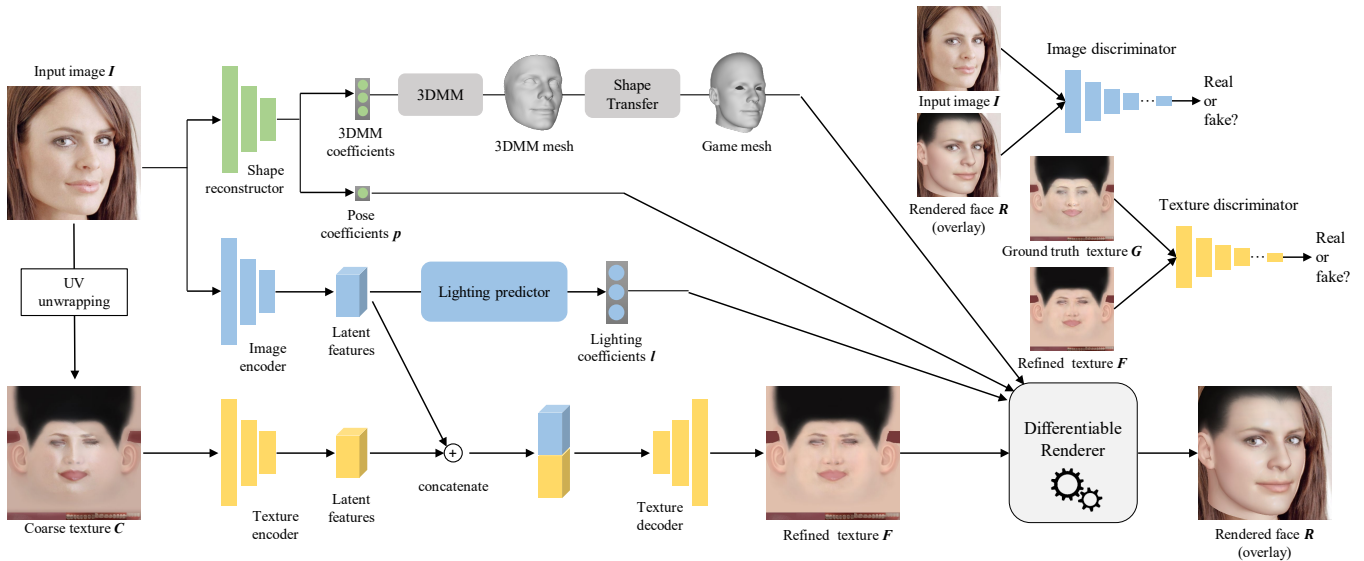 Input image I
UV
unwrapping
Coarse texture C
Shape
reconstructor
3DMM
coefficients
3DMM
3DMM mesh
Shape
Transfer
Game mesh
Pose
coefficients p
Image
encoder
Latent
features
Lighting predictor
Lighting
coefficients l
Texture
encoder
Latent
features
+
concatenate
Texture
decoder
Refined texture F
Differentiable
Renderer
Rendered face R
(overlay)
Input image I
Rendered face R
(overlay)
Image discriminator
Real
or
fake?
Ground truth texture G
Refined texture F
Texture discriminator
Real
or
fake?